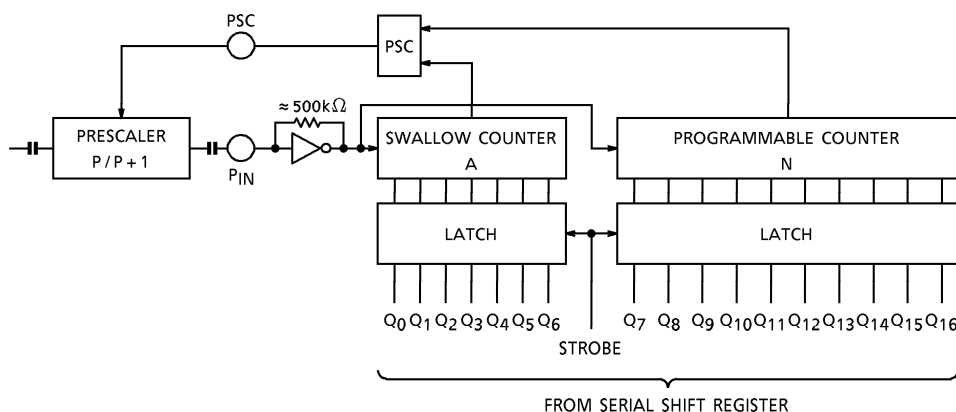 PSC
PSC
≈500kΩ
PRESCALER
P/P+1
PIN
SWALLOW COUNTER
A
PROGRAMMABLE COUNTER
N
LATCH
LATCH
Q0 Q1 Q2 Q3 Q4 Q5 Q6
Q7 Q8 Q9 Q10 Q11 Q12 Q13 Q14 Q15 Q16
STROBE
FROM SERIAL SHIFT REGISTER